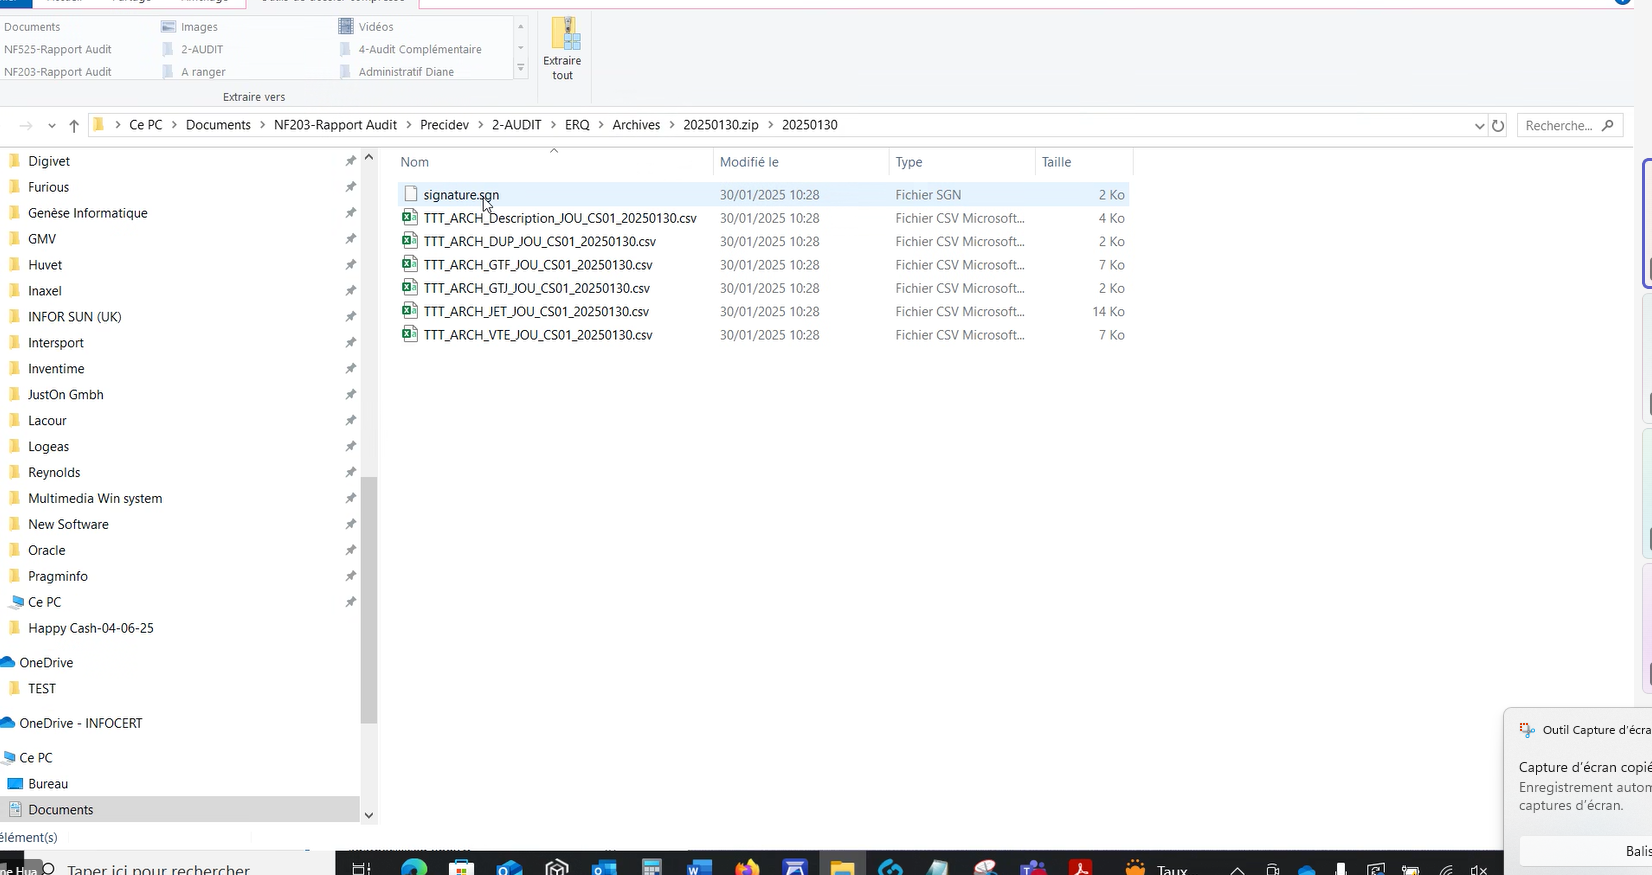 Documents
Images
Vidéos
NF525-Rapport Audit
2-AUDIT
4-Audit Complémentaire
NF203-Rapport Audit
A ranger
Administratif Diane
Extraire tout
Extraire vers
Ce PC > Documents > NF203-Rapport Audit > Precidev > 2-AUDIT > ERQ > Archives > 20250130.zip > 20250130
Recherche...
Digivet
Furious
Genèse Informatique
GMV
Huvet
Inaxel
INFOR SUN (UK)
Intersport
Inventime
JustOn Gmbh
Lacour
Logeas
Reynolds
Multimedia Win system
New Software
Oracle
Pragminfo
Ce PC
Happy Cash-04-06-25
OneDrive
TEST
OneDrive - INFOCERT
Ce PC
Bureau
Documents
élément(s)
Nom Modifié le Type Taille
signature.sgn 30/01/2025 10:28 Fichier SGN 2 Ko
TTT_ARCH_Description_JOU_CS01_20250130.csv 30/01/2025 10:28 Fichier CSV Microsoft... 4 Ko
TTT_ARCH_DUP_JOU_CS01_20250130.csv 30/01/2025 10:28 Fichier CSV Microsoft... 2 Ko
TTT_ARCH_GTF_JOU_CS01_20250130.csv 30/01/2025 10:28 Fichier CSV Microsoft... 7 Ko
TTT_ARCH_GTJ_JOU_CS01_20250130.csv 30/01/2025 10:28 Fichier CSV Microsoft... 2 Ko
TTT_ARCH_JET_JOU_CS01_20250130.csv 30/01/2025 10:28 Fichier CSV Microsoft... 14 Ko
TTT_ARCH_VTE_JOU_CS01_20250130.csv 30/01/2025 10:28 Fichier CSV Microsoft... 7 Ko
Outil Capture d'écra
Capture d'écran copié
Enregistrement autom
captures d'écran.
Balis
Taper ici pour rechercher
Taux